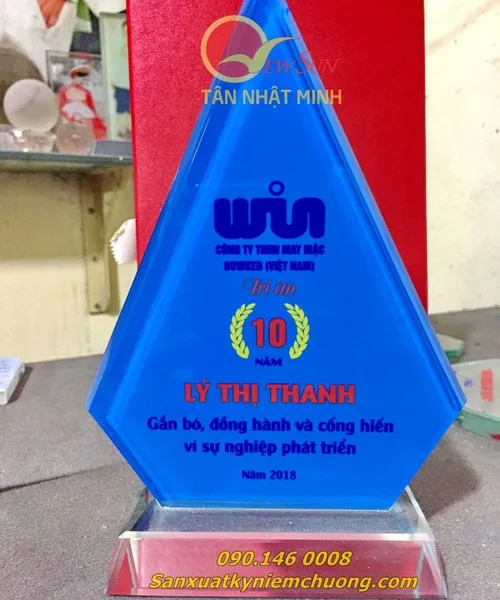 NEWSUN
TÂN NHẬT MINH
WIN
CÔNG TY TNHH MAY MẶC
BOWKER (VIỆT NAM)
Tri ân
10
NĂM
LÝ THỊ THANH
Gắn bó, đồng hành và cống hiến
vì sự nghiệp phát triển
Năm 2018
090.146 0008
Sanxuatkyniemchuong.com